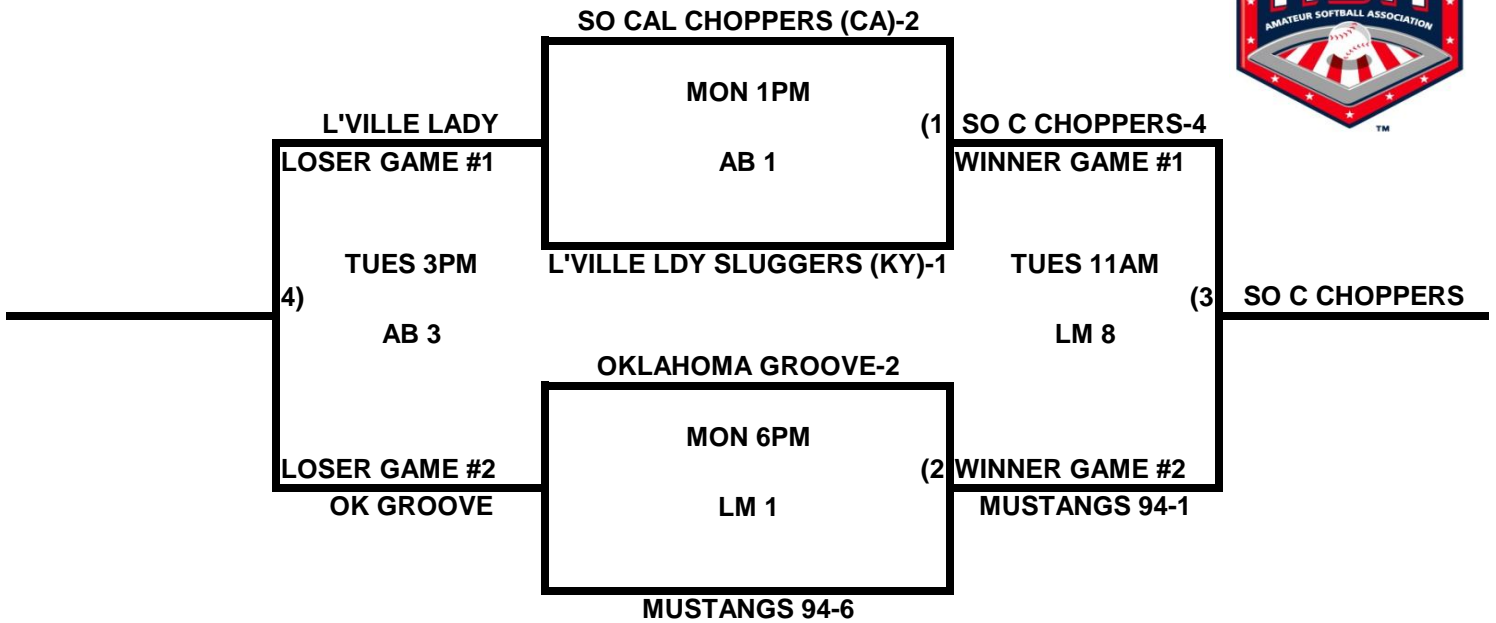 SO CAL CHOPPERS (CA)-2
AMATEUR SOFTBALL ASSOCIATION
TM
MON 1PM
L'VILLE LADY
(1
SO C CHOPPERS-4
LOSER GAME #1
AB 1
WINNER GAME #1
TUES 3PM
L'VILLE LDY SLUGGERS (KY)-1
TUES 11AM
4)
(3
SO C CHOPPERS
AB 3
LM 8
OKLAHOMA GROOVE-2
MON 6PM
LOSER GAME #2
(2
WINNER GAME #2
OK GROOVE
LM 1
MUSTANGS 94-1
MUSTANGS 94-6